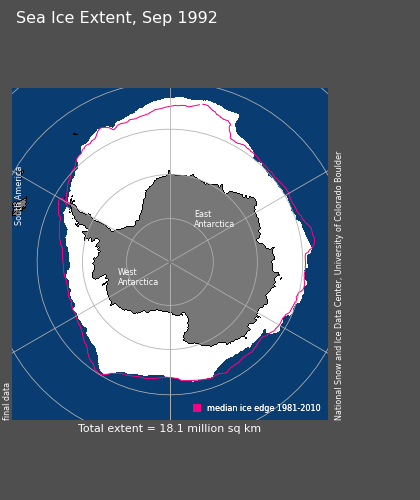 Sea Ice Extent, Sep 1992
South America
East
Antarctica
West
Antarctica
National Snow and Ice Data Center, University of Colorado Boulder
final data
median ice edge 1981-2010
Total extent = 18.1 million sq km